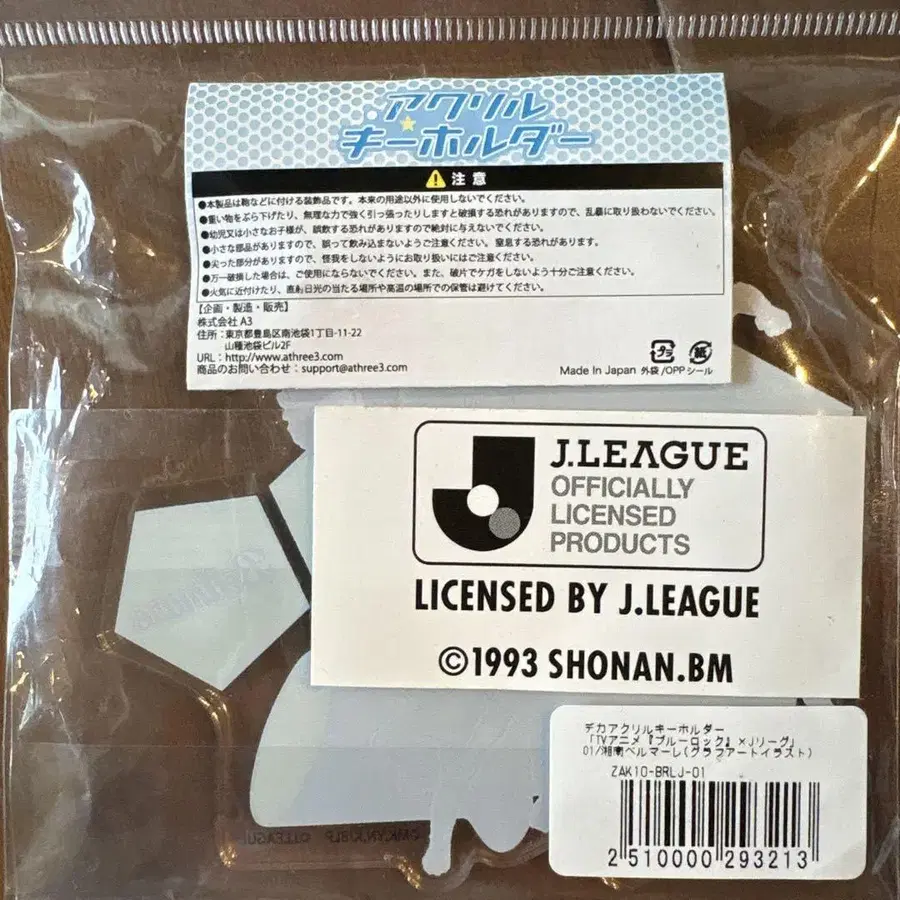 アクリル
キーホルダー
注意
●本製品は鞄などに付ける装飾品です。本来の用途以外に使用しないでください。
●重い物をぶら下げたり、無理な力で強く引っ張ったりしますと破損する恐れがありますので、乱暴に取り扱わないでください。
●幼児又は小さなお子様が、誤飲する恐れがありますので絶対に与えないでください。
●小さな部品がありますので、誤って飲み込まないようご注意ください。窒息する恐れがあります。
●尖った部分がありますので、怪我をしないようにお取り扱いにはご注意ください。
●万一破損した場合は、ご使用にならないでください。また、破片でケガをしないよう十分ご注意ください。
●火気に近付けたり、直射日光の当たる場所や高温の場所での保管は避けてください。
【企画・製造・販売】
株式会社 A3
住所：東京都豊島区南池袋1丁目-11-22
山種池袋ビル2F
URL：http://www.athree3.com
商品のお問い合わせ：support@athree3.com
プラ 紙
Made In Japan 外袋/OPP シール
J.LEAGUE
OFFICIALLY
LICENSED
PRODUCTS
LICENSED BY J.LEAGUE
©1993 SHONAN.BM
デカアクリルキーホルダー
「TVアニメ『ブルーロック』×Jリーグ」
01/湘南ベルマーレ(グラフアートイラスト)
ZAK10-BRLJ-01
2 510000 293213